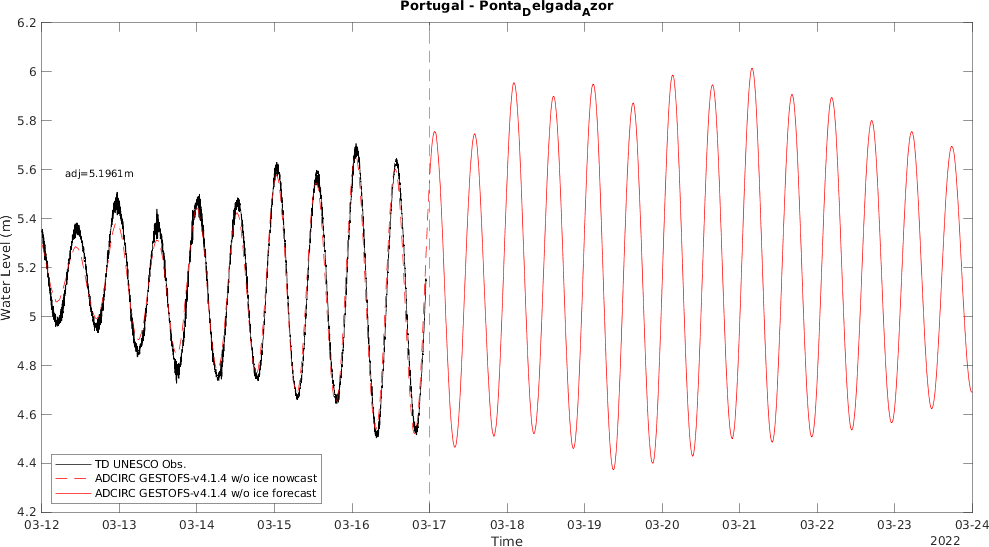 Portugal - PontaDelgadaAzor
6.2
6
5.8
5.6
5.4
5.2
5
4.8
4.6
4.4
4.2
Water Level (m)
adj=5.1961m
TD UNESCO Obs.
ADCIRC GESTOFS-v4.1.4 w/o ice nowcast
ADCIRC GESTOFS-v4.1.4 w/o ice forecast
03-12 03-13 03-14 03-15 03-16 03-17 03-18 03-19 03-20 03-21 03-22 03-23 03-24
Time
2022